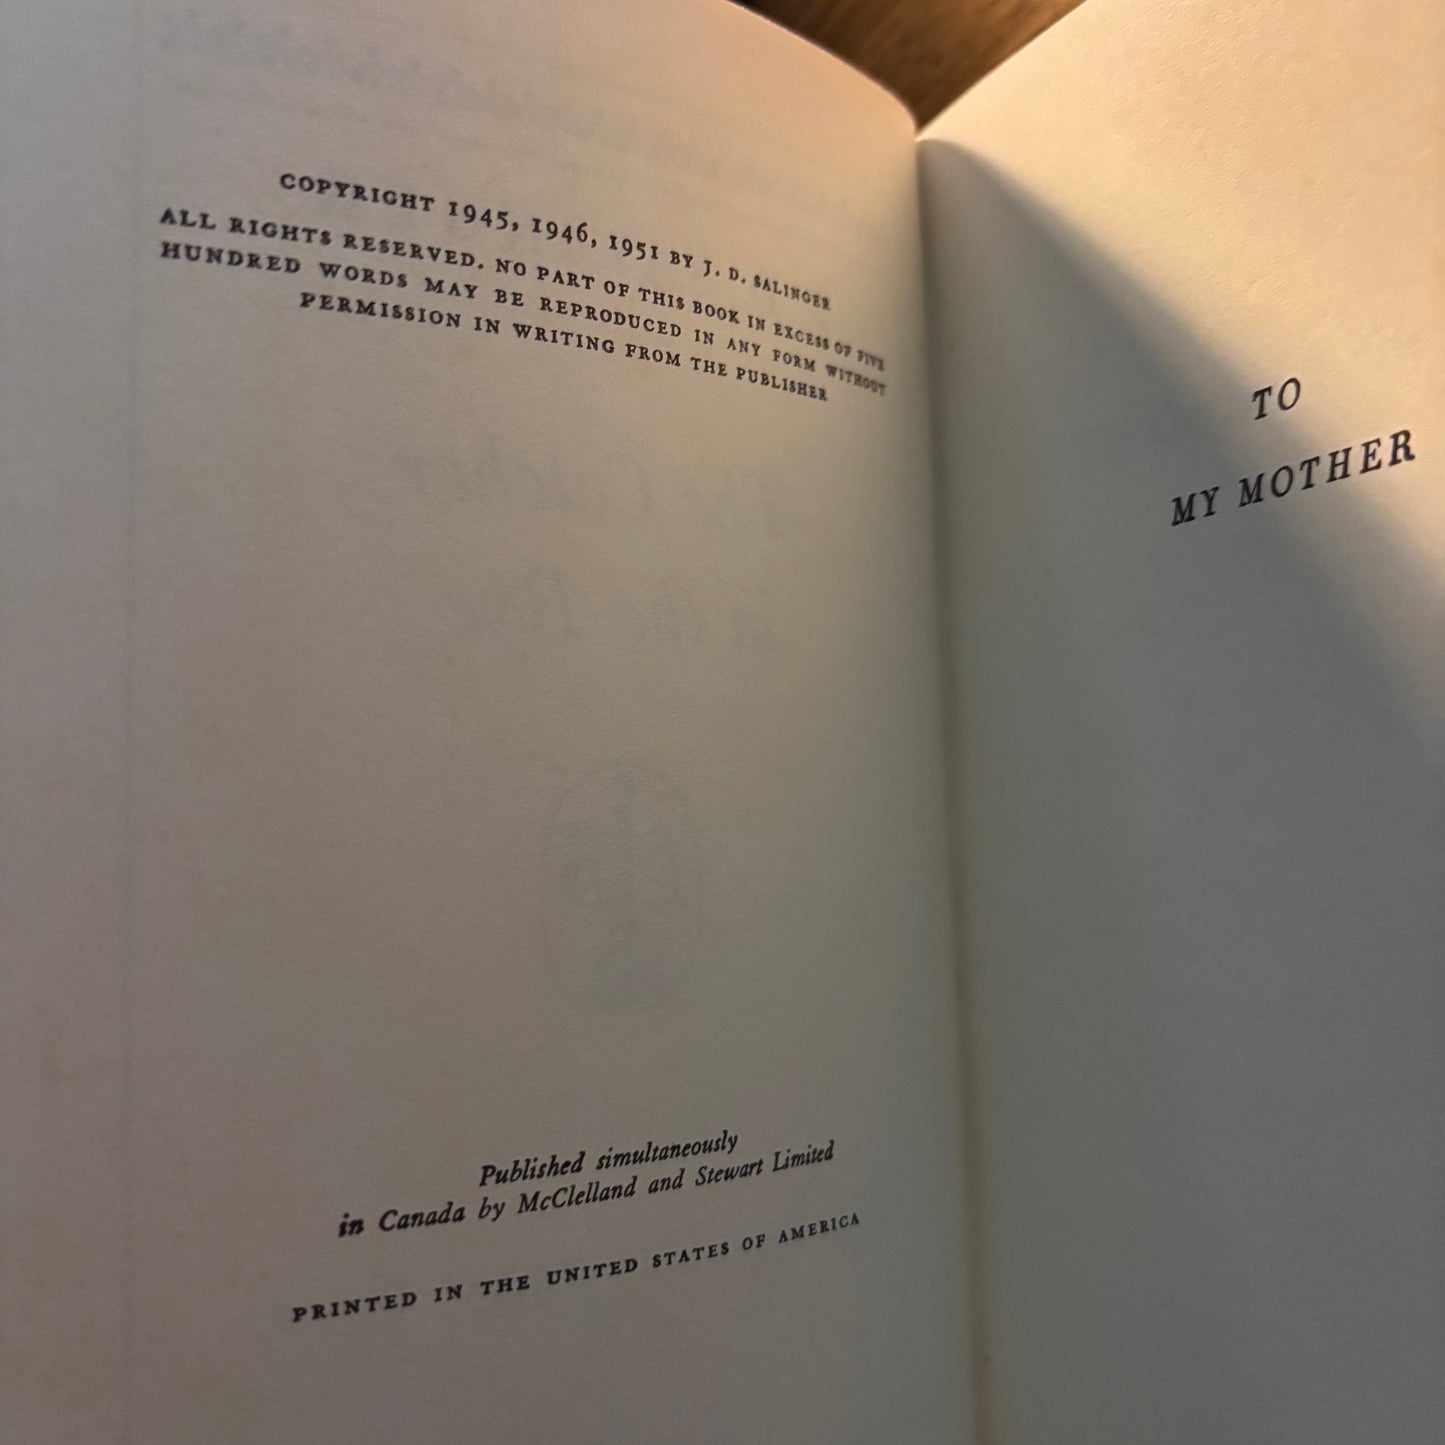 COPYRIGHT 1945, 1946, 1951 BY J. D. SALINGER
ALL RIGHTS RESERVED. NO PART OF THIS BOOK IN EXCESS OF FIVE
HUNDRED WORDS MAY BE REPRODUCED IN ANY FORM WITHOUT
PERMISSION IN WRITING FROM THE PUBLISHER
Published simultaneously
in Canada by McClelland and Stewart Limited
PRINTED IN THE UNITED STATES OF AMERICA
TO
MY MOTHER